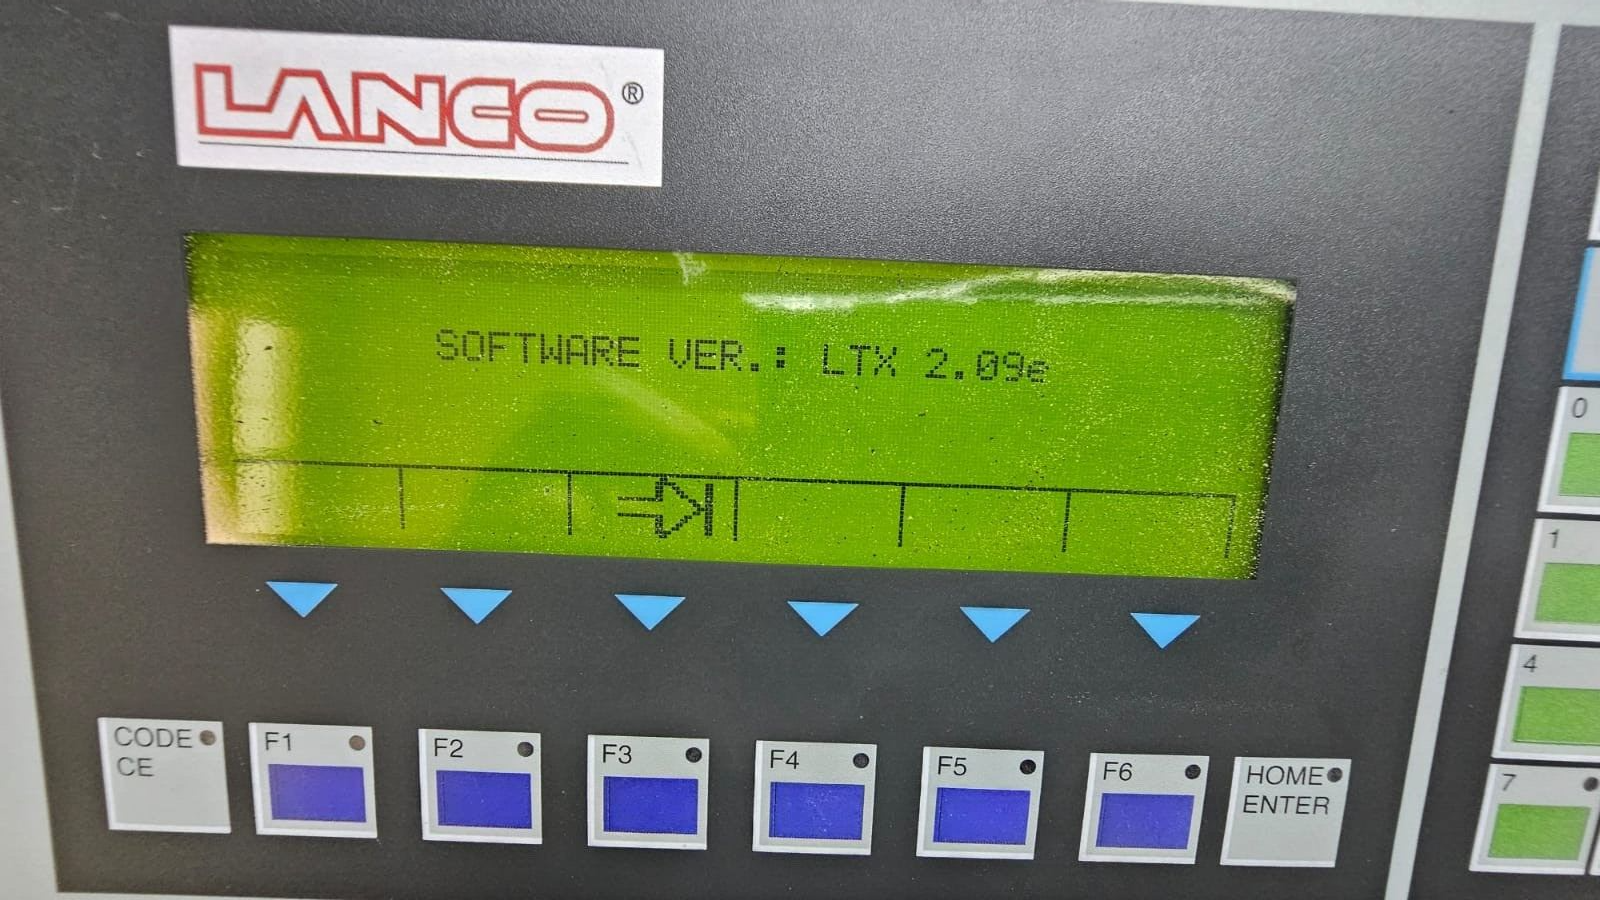 LANCO®
SOFTWARE VER.: LTX 2.09e
CODE
CE
F1
F2
F3
F4
F5
F6
HOME
ENTER
0
1
4
7